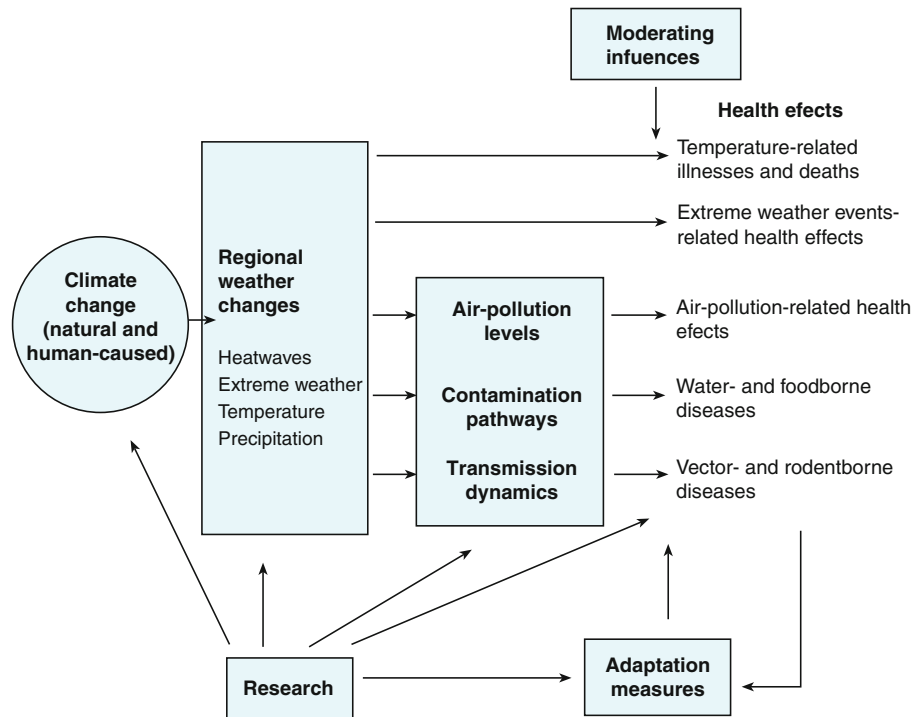 Moderating
infuences
Health efects
Temperature-related
illnesses and deaths
Extreme weather events-
related health effects
Regional
weather
changes
Heatwaves
Extreme weather
Temperature
Precipitation
Climate
change
(natural and
human-caused)
Air-pollution
levels
Air-pollution-related health
efects
Contamination
pathways
Water- and foodborne
diseases
Transmission
dynamics
Vector- and rodentborne
diseases
Research
Adaptation
measures